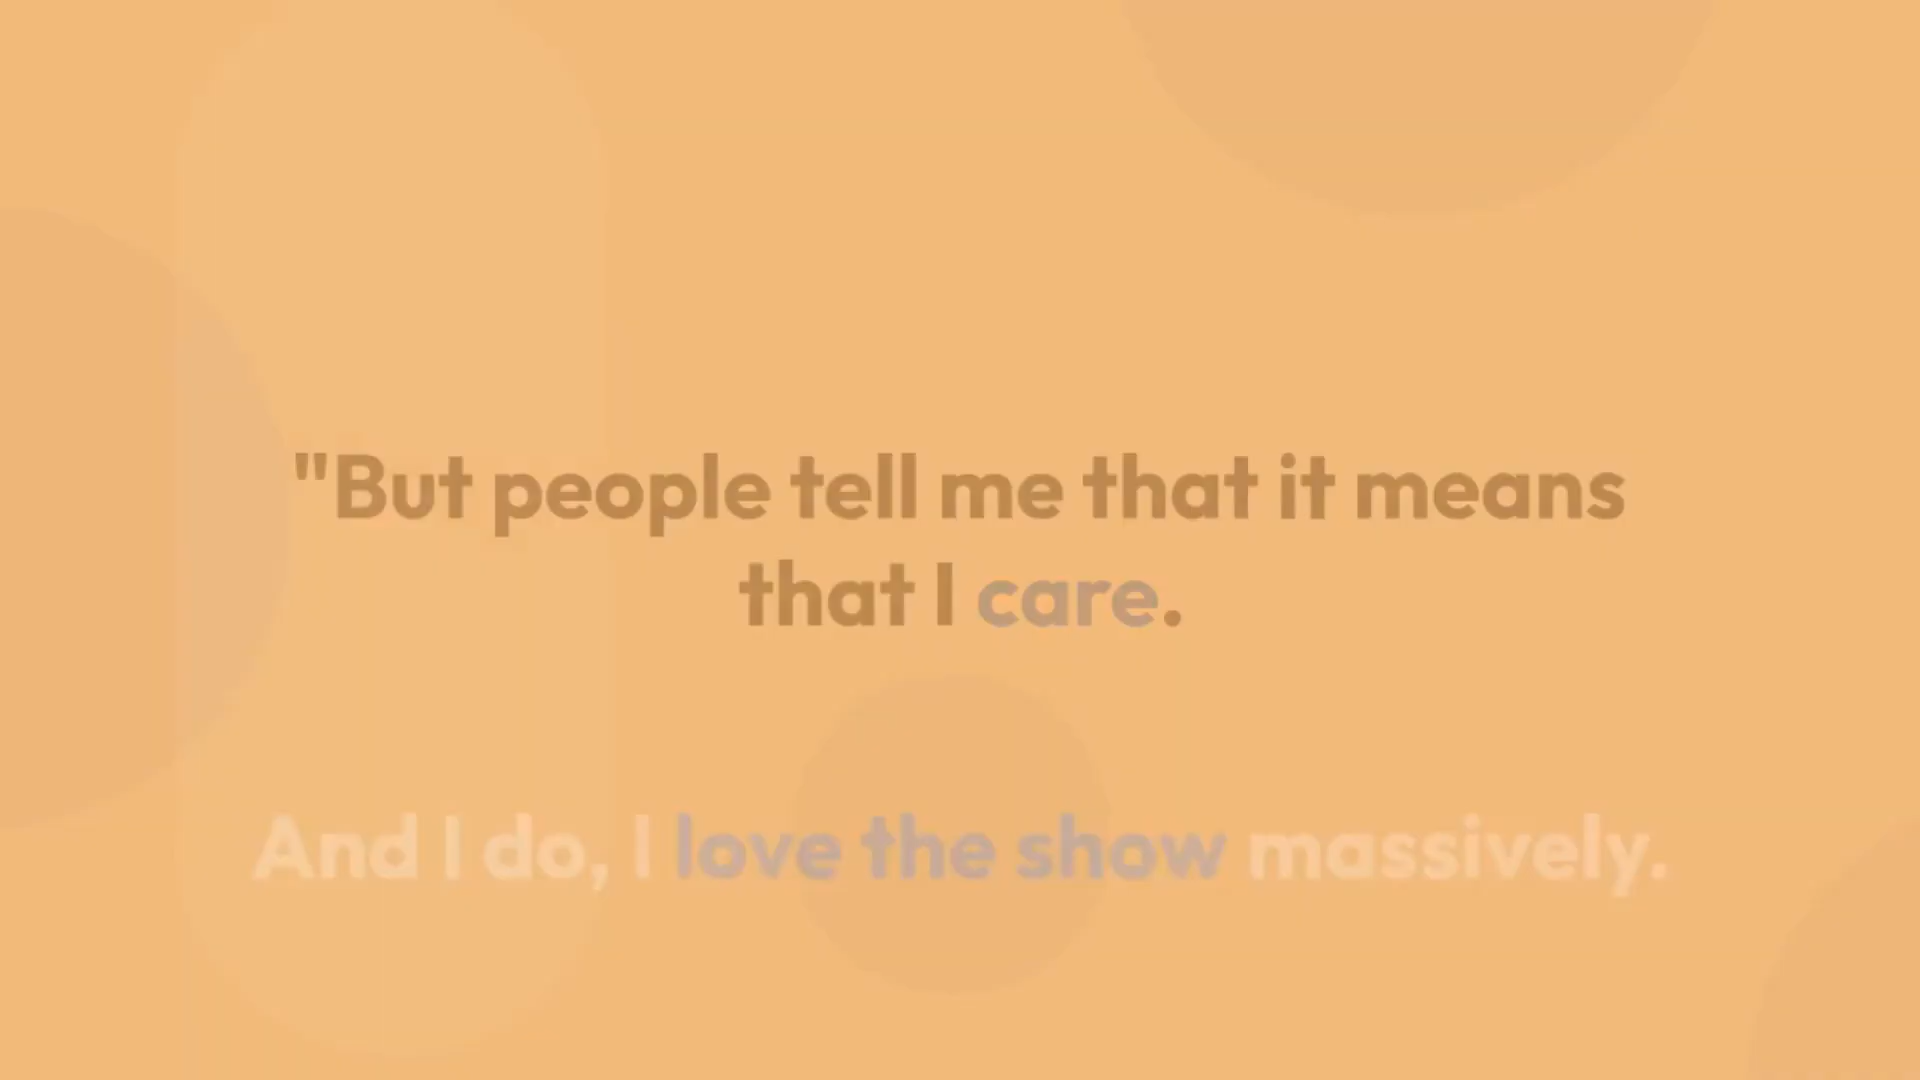 "But people tell me that it means
that I care.
And I do, I love the show massively.